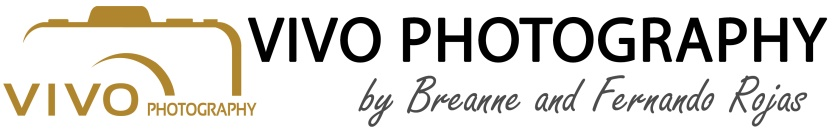 VIVO PHOTOGRAPHY
VIVO PHOTOGRAPHY
by Breanne and Fernando Rojas